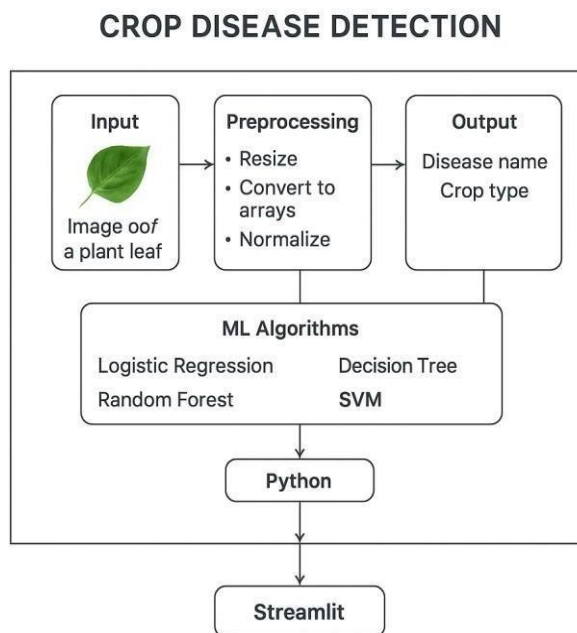 CROP DISEASE DETECTION
Input
Image oof
a plant leaf
Preprocessing
• Resize
• Convert to
arrays
• Normalize
Output
Disease name
Crop type
ML Algorithms
Logistic Regression Decision Tree
Random Forest SVM
Python
Streamlit